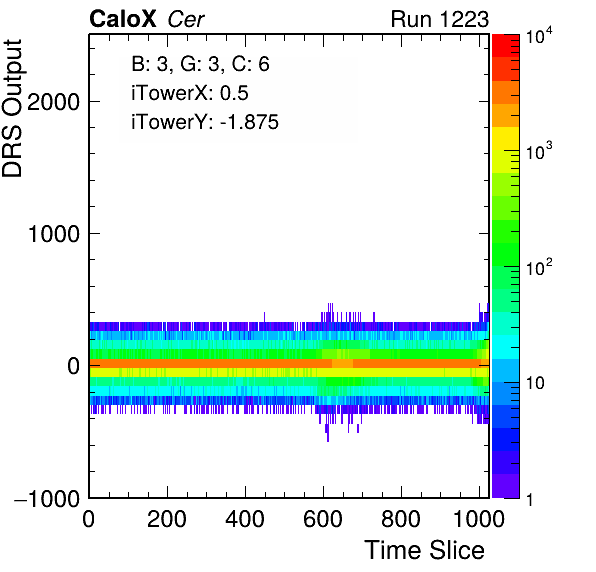 CaloX Cer Run 1223
B: 3, G: 3, C: 6
iTowerX: 0.5
iTowerY: -1.875
DRS Output
2000
1000
0
−1000
0 200 400 600 800 1000
Time Slice
10^4
10^3
10^2
10
1